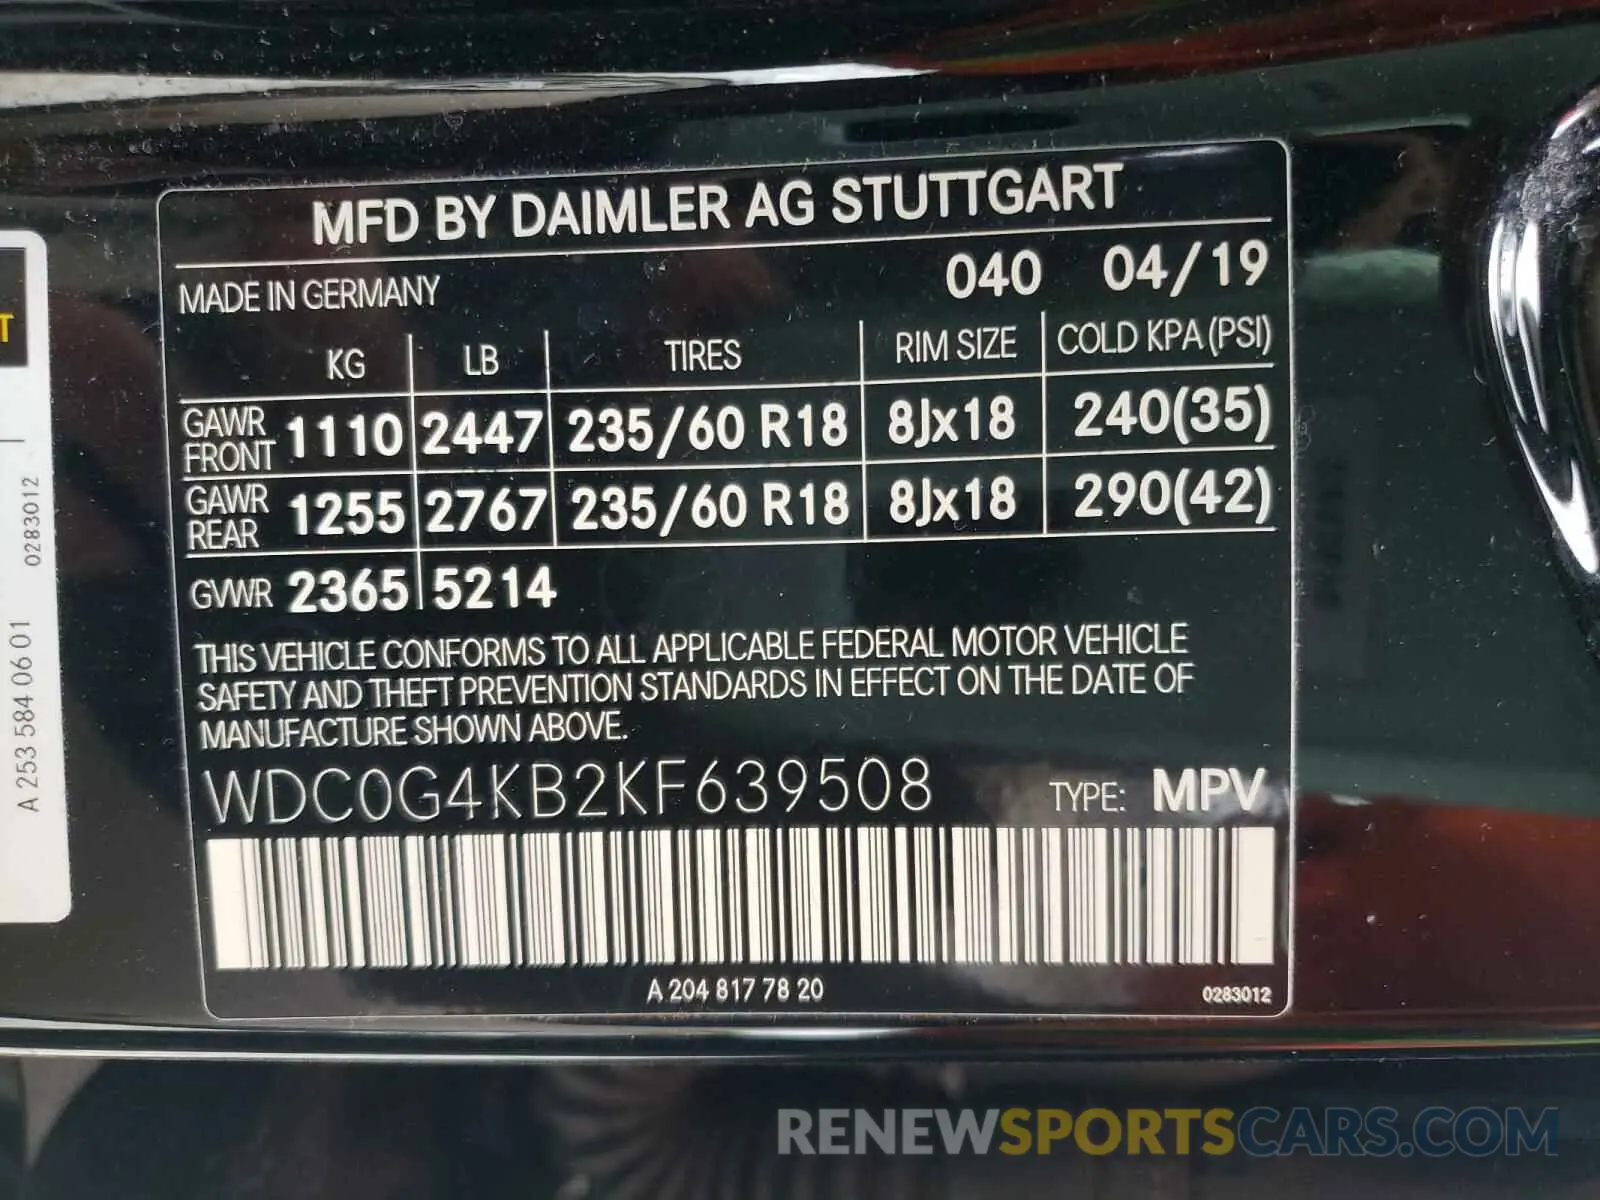 MFD BY DAIMLER AG STUTTGART
MADE IN GERMANY 040 04/19
KG LB TIRES RIM SIZE COLD KPA (PSI)
GAWR FRONT 1110 2447 235/60 R18 8Jx18 240(35)
GAWR REAR 1255 2767 235/60 R18 8Jx18 290(42)
GVWR 2365 5214
THIS VEHICLE CONFORMS TO ALL APPLICABLE FEDERAL MOTOR VEHICLE
SAFETY AND THEFT PREVENTION STANDARDS IN EFFECT ON THE DATE OF
MANUFACTURE SHOWN ABOVE.
WDC0G4KB2KF639508 TYPE: MPV
A 204 817 78 20 0283012
T
0283012
A 253 584 06 01
RENEWSPORTSCARS.COM